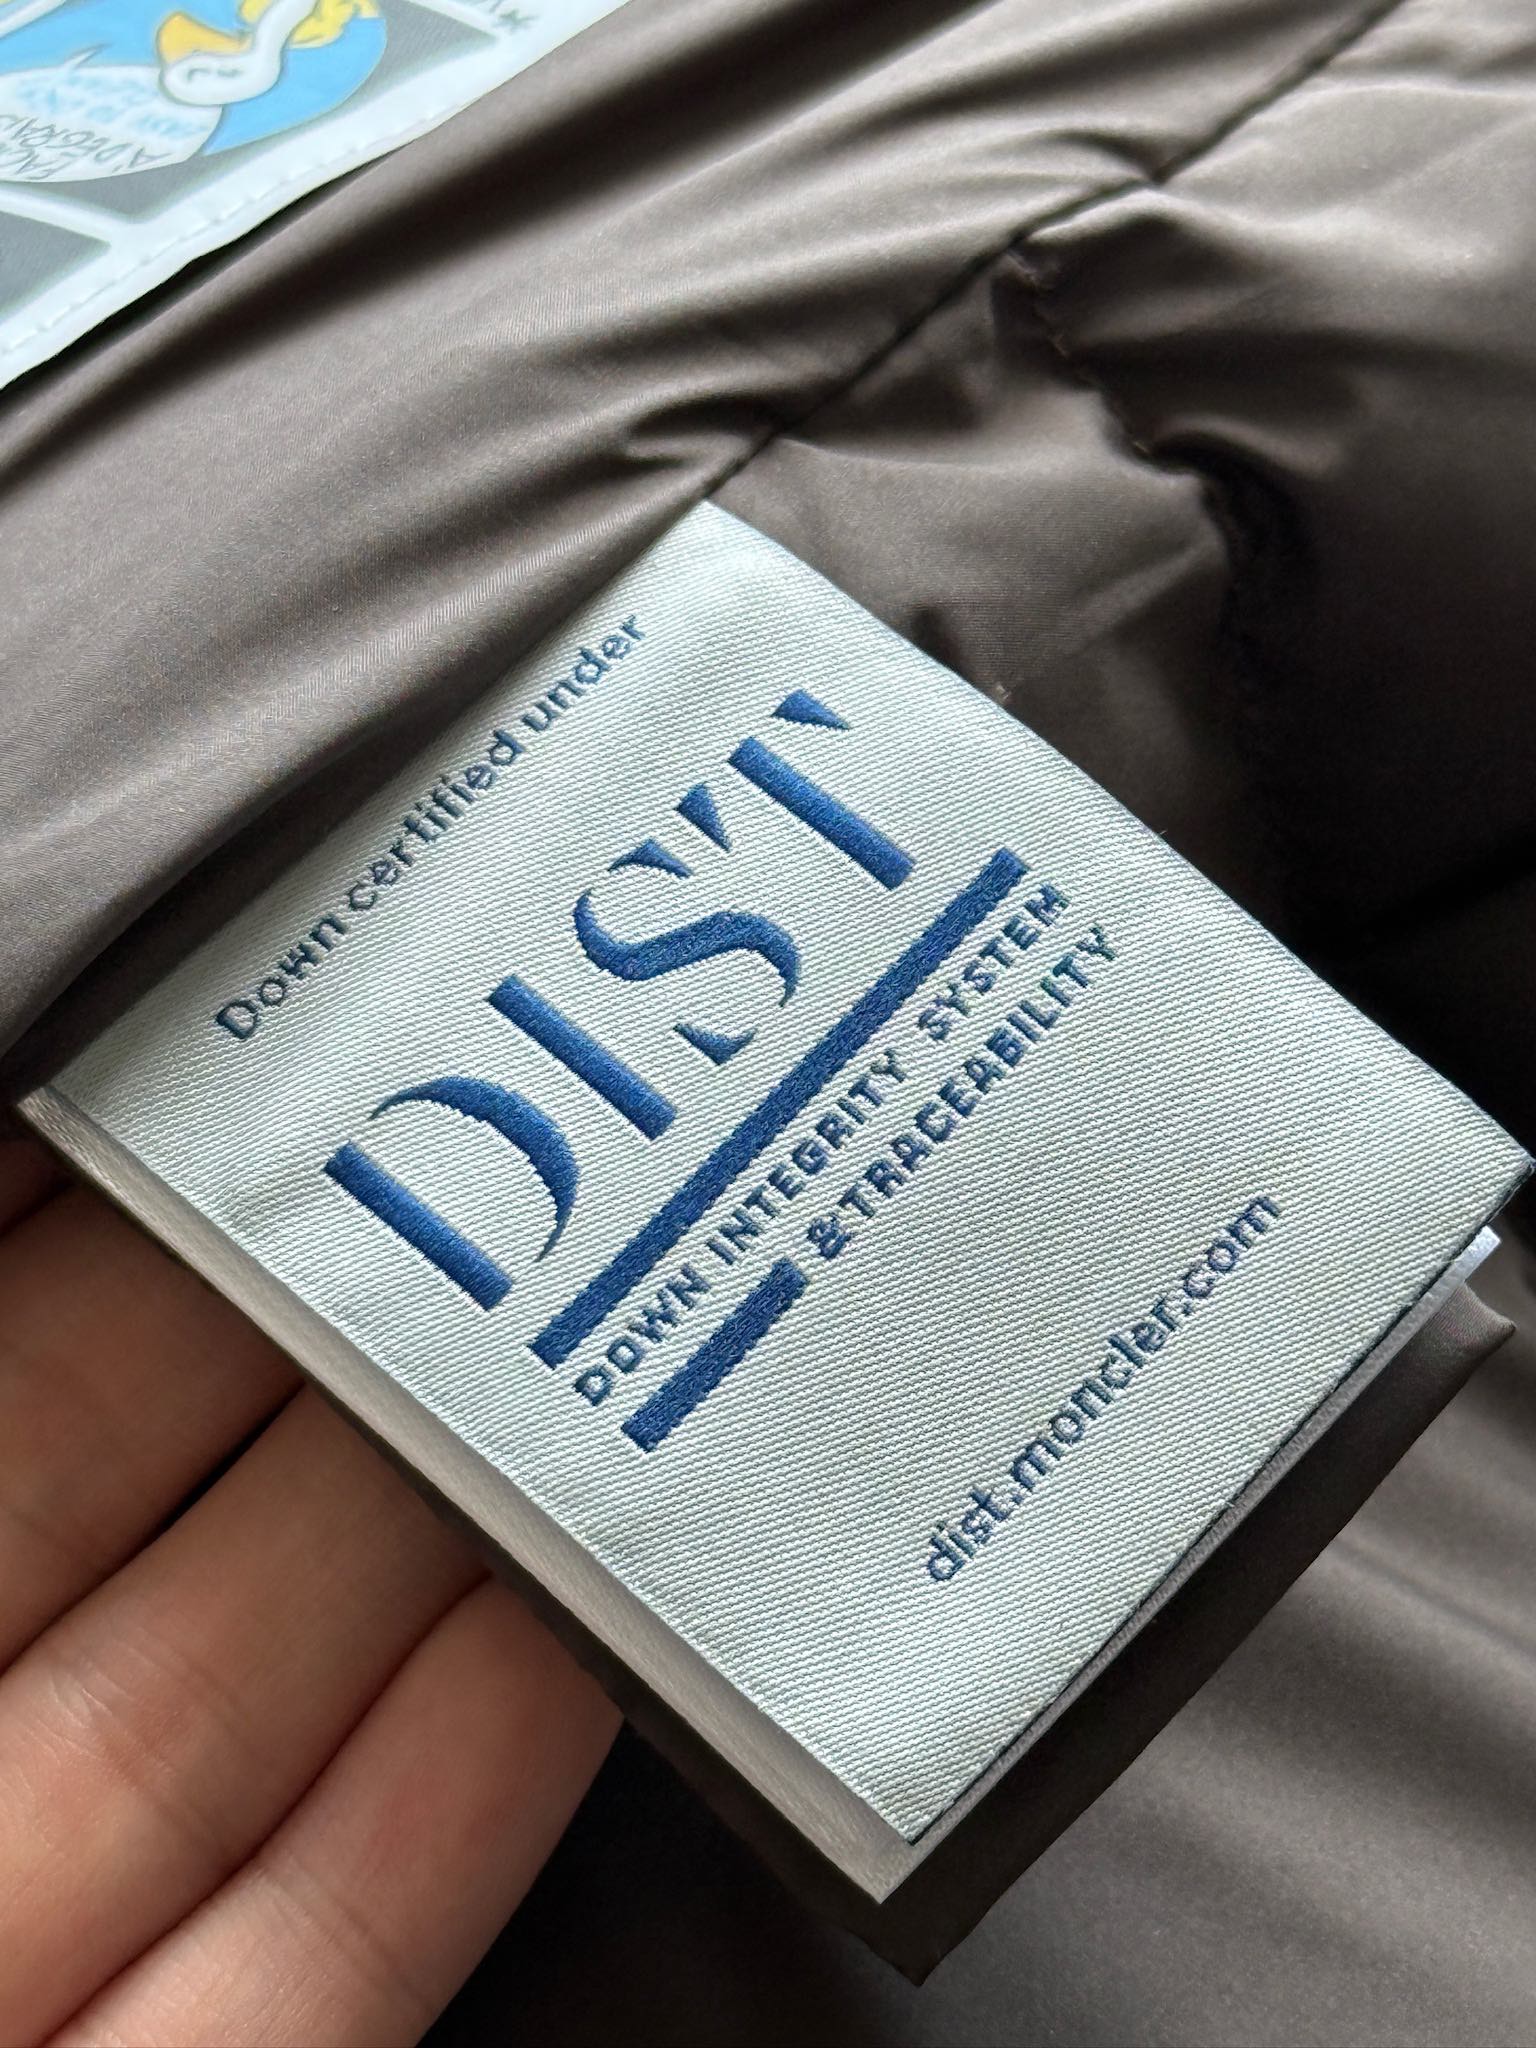 Down certified under
DIST
DOWN INTEGRITY SYSTEM
& TRACEABILITY
dist.moncler.com